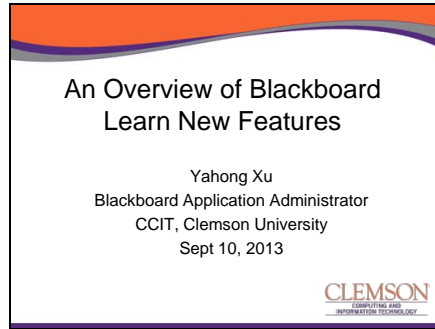 An Overview of Blackboard
Learn New Features
Yahong Xu
Blackboard Application Administrator
CCIT, Clemson University
Sept 10, 2013
CLEMSON
COMPUTING AND
INFORMATION TECHNOLOGY